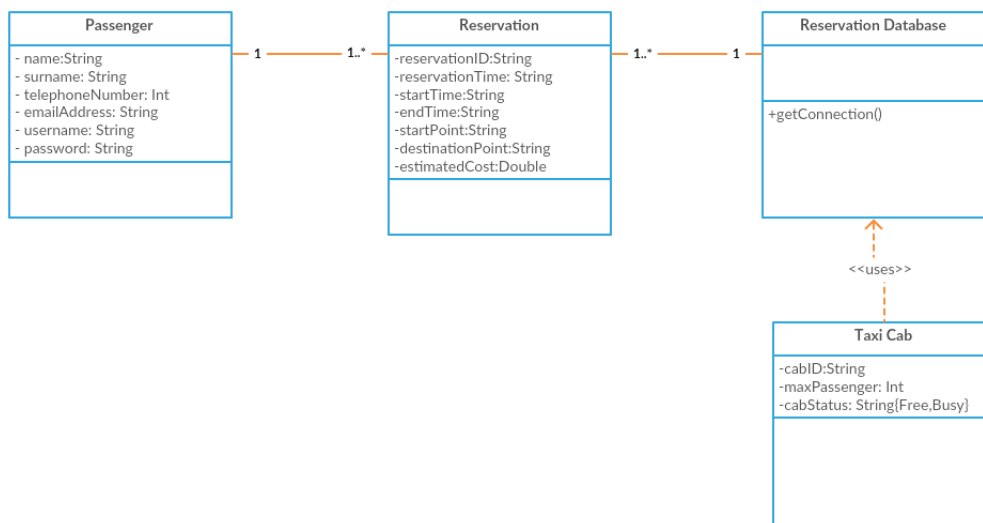 Passenger
- name:String
- surname: String
- telephoneNumber: Int
- emailAddress: String
- username: String
- password: String
1
1..*
Reservation
-reservationID:String
-reservationTime: String
-startTime:String
-endTime:String
-startPoint:String
-destinationPoint:String
-estimatedCost:Double
1..*
1
Reservation Database
+getConnection()
<<uses>>
Taxi Cab
-cabID:String
-maxPassenger: Int
-cabStatus: String{Free,Busy}